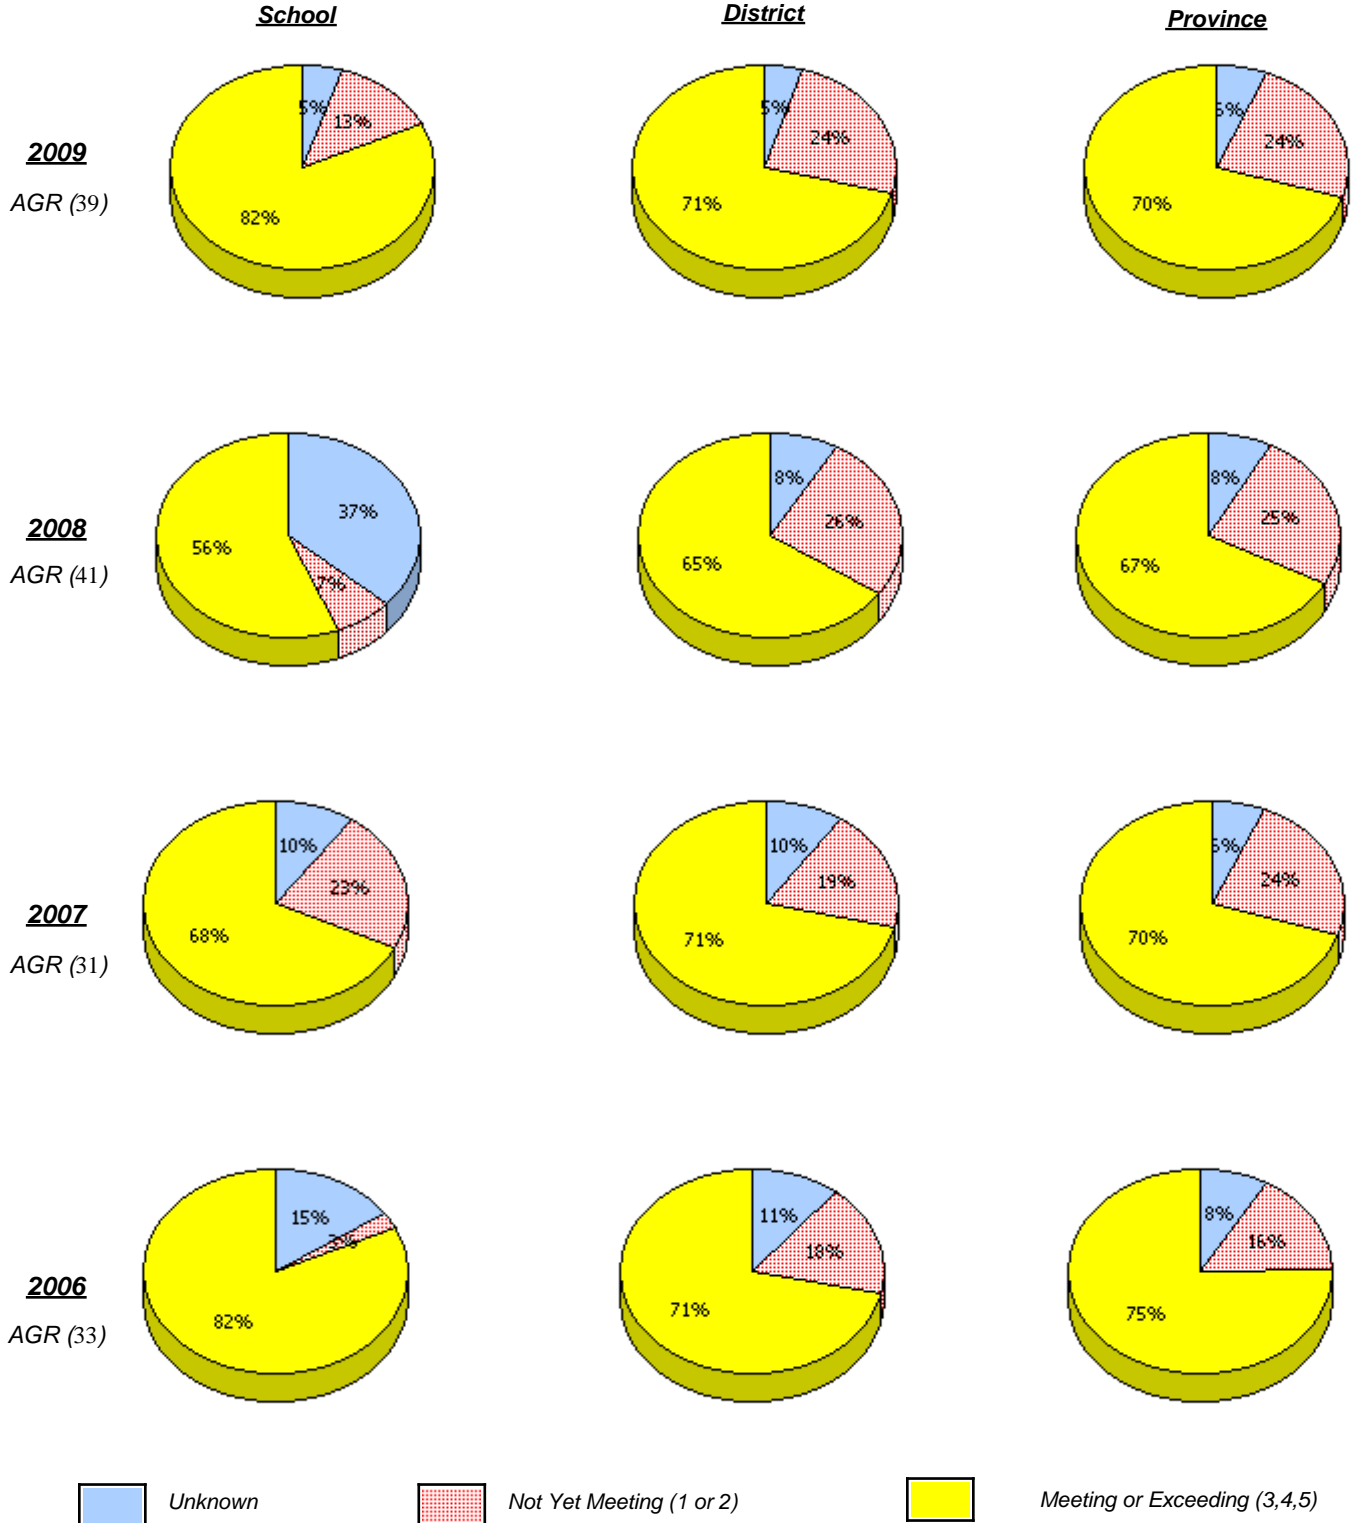 School District Province
5% 13% 82%
5% 24% 71%
24% 70%
2009
AGR (39)
37% 7% 56%
8% 26% 65%
8% 25% 67%
2008
AGR (41)
10% 23% 68%
10% 19% 71%
24% 70%
2007
AGR (31)
15% 3% 82%
11% 18% 71%
8% 16% 75%
2006
AGR (33)
Unknown Not Yet Meeting (1 or 2) Meeting or Exceeding (3,4,5)